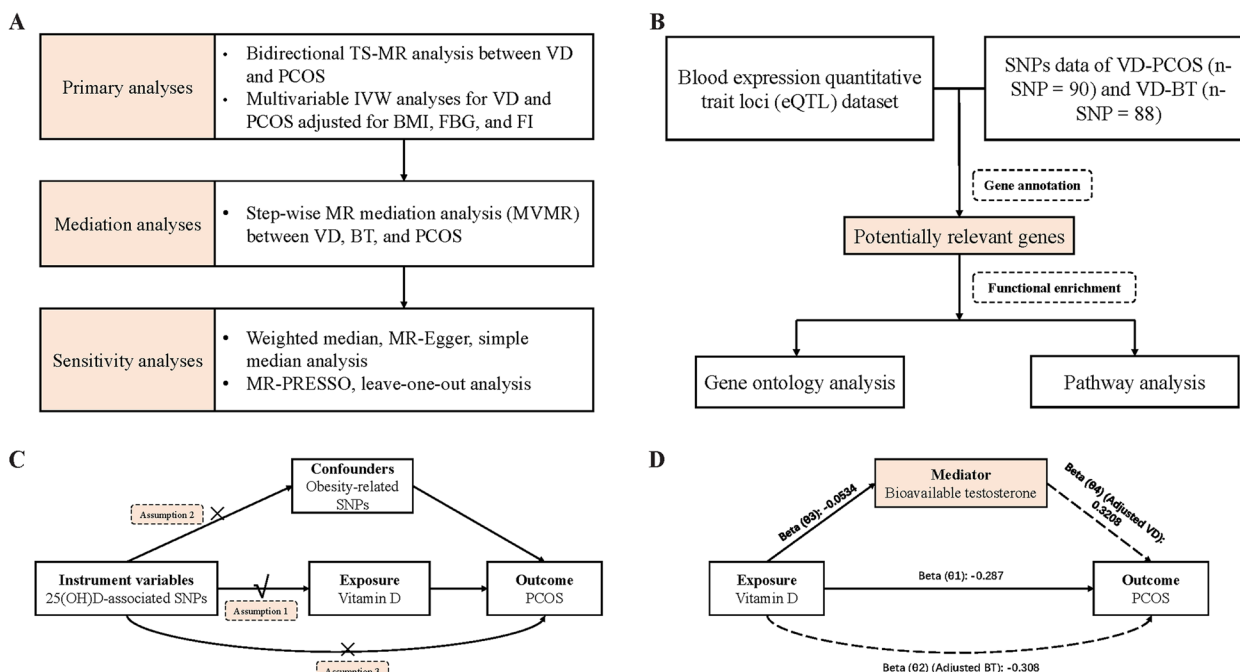 A
Primary analyses
• Bidirectional TS-MR analysis between VD
and PCOS
• Multivariable IVW analyses for VD and
PCOS adjusted for BMI, FBG, and FI
Mediation analyses
• Step-wise MR mediation analysis (MVMR)
between VD, BT, and PCOS
Sensitivity analyses
• Weighted median, MR-Egger, simple
median analysis
• MR-PRESSO, leave-one-out analysis
B
Blood expression quantitative
trait loci (eQTL) dataset
SNPs data of VD-PCOS (n-
SNP = 90) and VD-BT (n-
SNP = 88)
Gene annotation
Potentially relevant genes
Functional enrichment
Gene ontology analysis
Pathway analysis
C
Confounders
Obesity-related
SNPs
Assumption 2
Instrument variables
25(OH)D-associated SNPs
Assumption 1
Exposure
Vitamin D
Outcome
PCOS
D
Mediator
Bioavailable testosterone
Beta (θ3): -0.0534
Beta (θ4) (Adjusted VD):
0.3208
Exposure
Vitamin D
Beta (θ1): -0.287
Outcome
PCOS
Beta (θ2) (Adjusted BT): -0.308